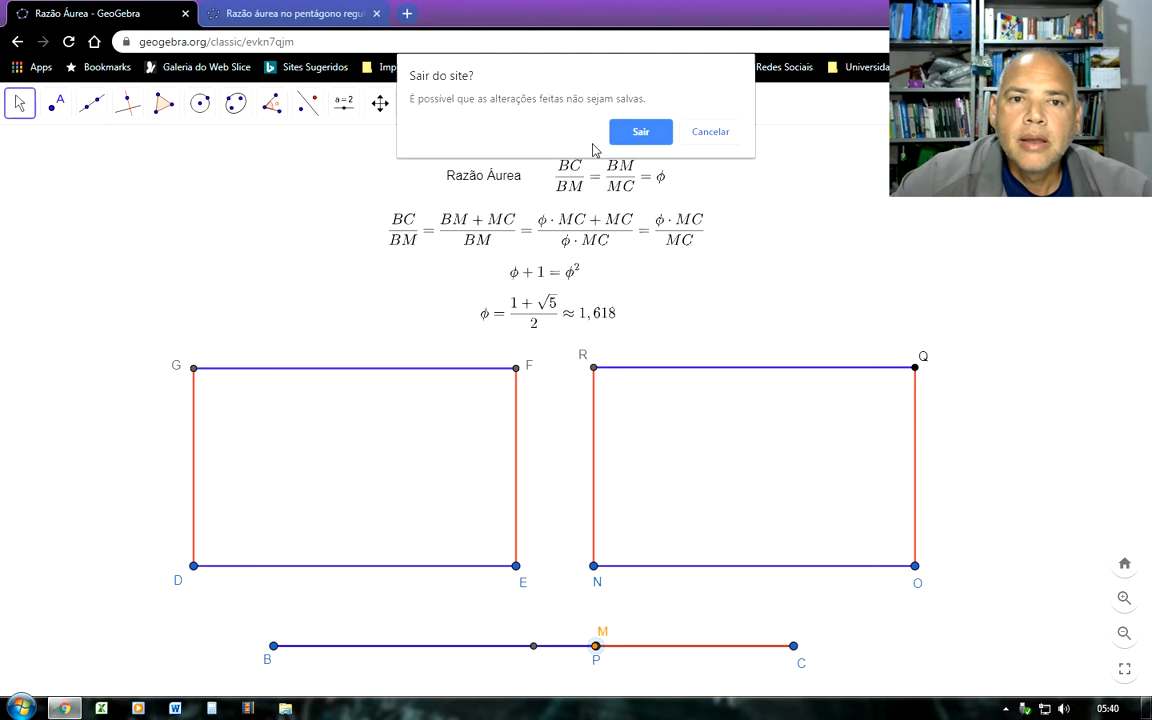 Razão Áurea - GeoGebra
Razão áurea no pentágono regul
geogebra.org/classic/evkn7qjm
Apps
Bookmarks
Galeria do Web Slice
Sites Sugeridos
Imp
Redes Sociais
Universida
Sair do site?
É possível que as alterações feitas não sejam salvas.
Sair
Cancelar
A
a=2
Razão Áurea BC/BM = BM/MC = ϕ
BC/BM = (BM + MC)/BM = (ϕ · MC + MC)/(ϕ · MC) = (ϕ · MC)/MC
ϕ + 1 = ϕ²
ϕ = (1 + √5)/2 ≈ 1,618
G
F
R
Q
D
E
N
O
M
B
P
C
05:40